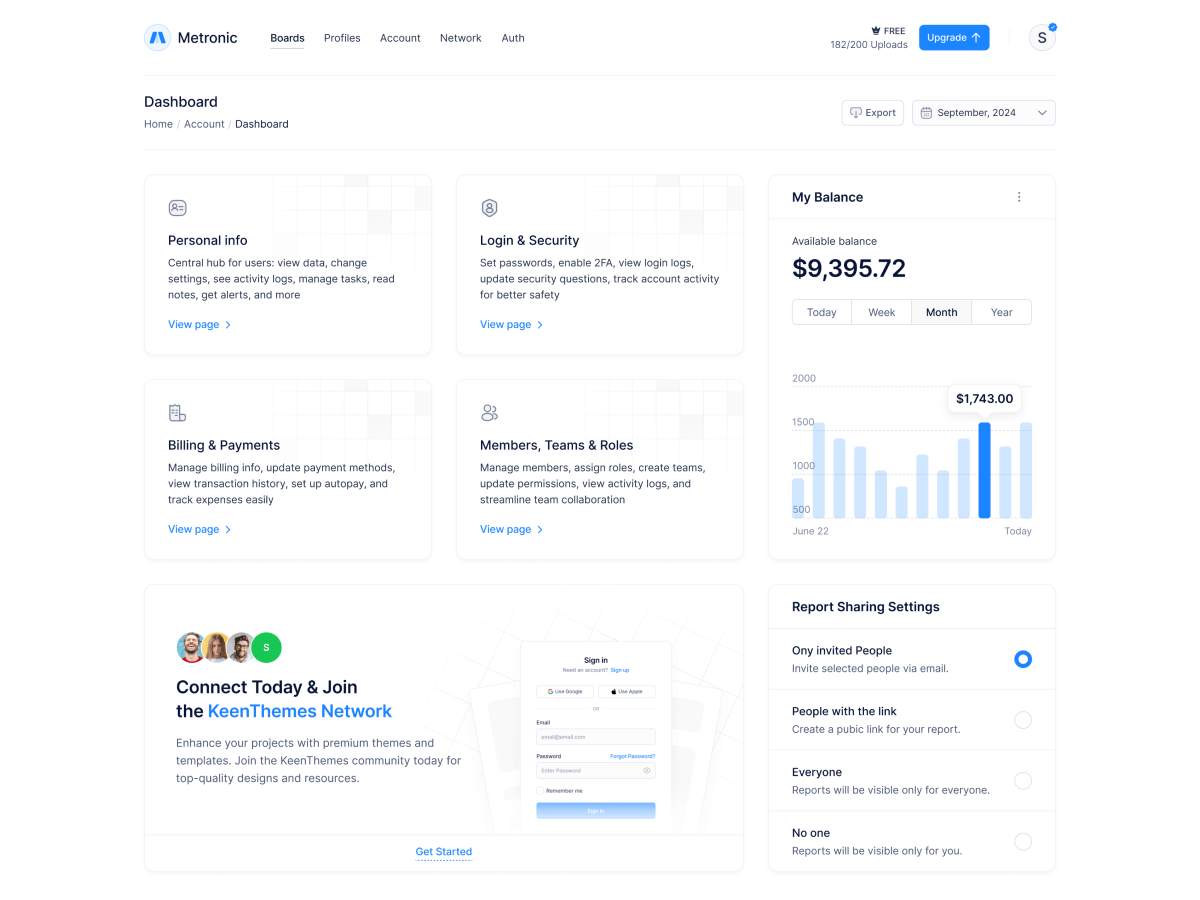 Metronic
Boards
Profiles
Account
Network
Auth
FREE
182/200 Uploads
Upgrade
S
Dashboard
Home / Account / Dashboard
Export
September, 2024
Personal info
Central hub for users: view data, change
settings, see activity logs, manage tasks, read
notes, get alerts, and more
View page
Login & Security
Set passwords, enable 2FA, view login logs,
update security questions, track account activity
for better safety
View page
Billing & Payments
Manage billing info, update payment methods,
view transaction history, set up autopay, and
track expenses easily
View page
Members, Teams & Roles
Manage members, assign roles, create teams,
update permissions, view activity logs, and
streamline team collaboration
View page
My Balance
Available balance
$9,395.72
Today
Week
Month
Year
2000
$1,743.00
1500
1000
500
June 22
Today
S
Connect Today & Join
the KeenThemes Network
Enhance your projects with premium themes and
templates. Join the KeenThemes community today for
top-quality designs and resources.
Sign in
Need an account? Sign up
Use Google
Use Apple
OR
Email
email@email.com
Password
Forgot Password?
Enter Password
Remember me
Sign in
Get Started
Report Sharing Settings
Ony invited People
Invite selected people via email.
People with the link
Create a pubic link for your report.
Everyone
Reports will be visible only for everyone.
No one
Reports will be visible only for you.